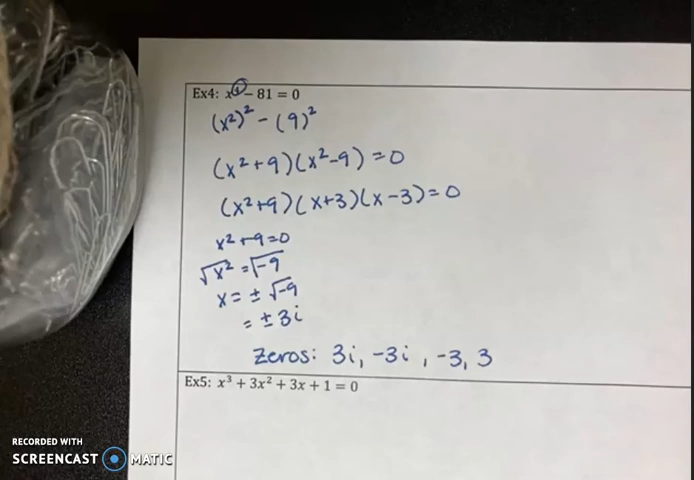 Ex4: x⁴ − 81 = 0
(x²)² − (9)²
(x²+9)(x²−9)=0
(x²+9)(x+3)(x−3)=0
x²+9=0
√x² = √−9
x = ± √−9
= ± 3i
Zeros: 3i, −3i, −3, 3
Ex5: x³ + 3x² + 3x + 1 = 0
RECORDED WITH
SCREENCAST MATIC